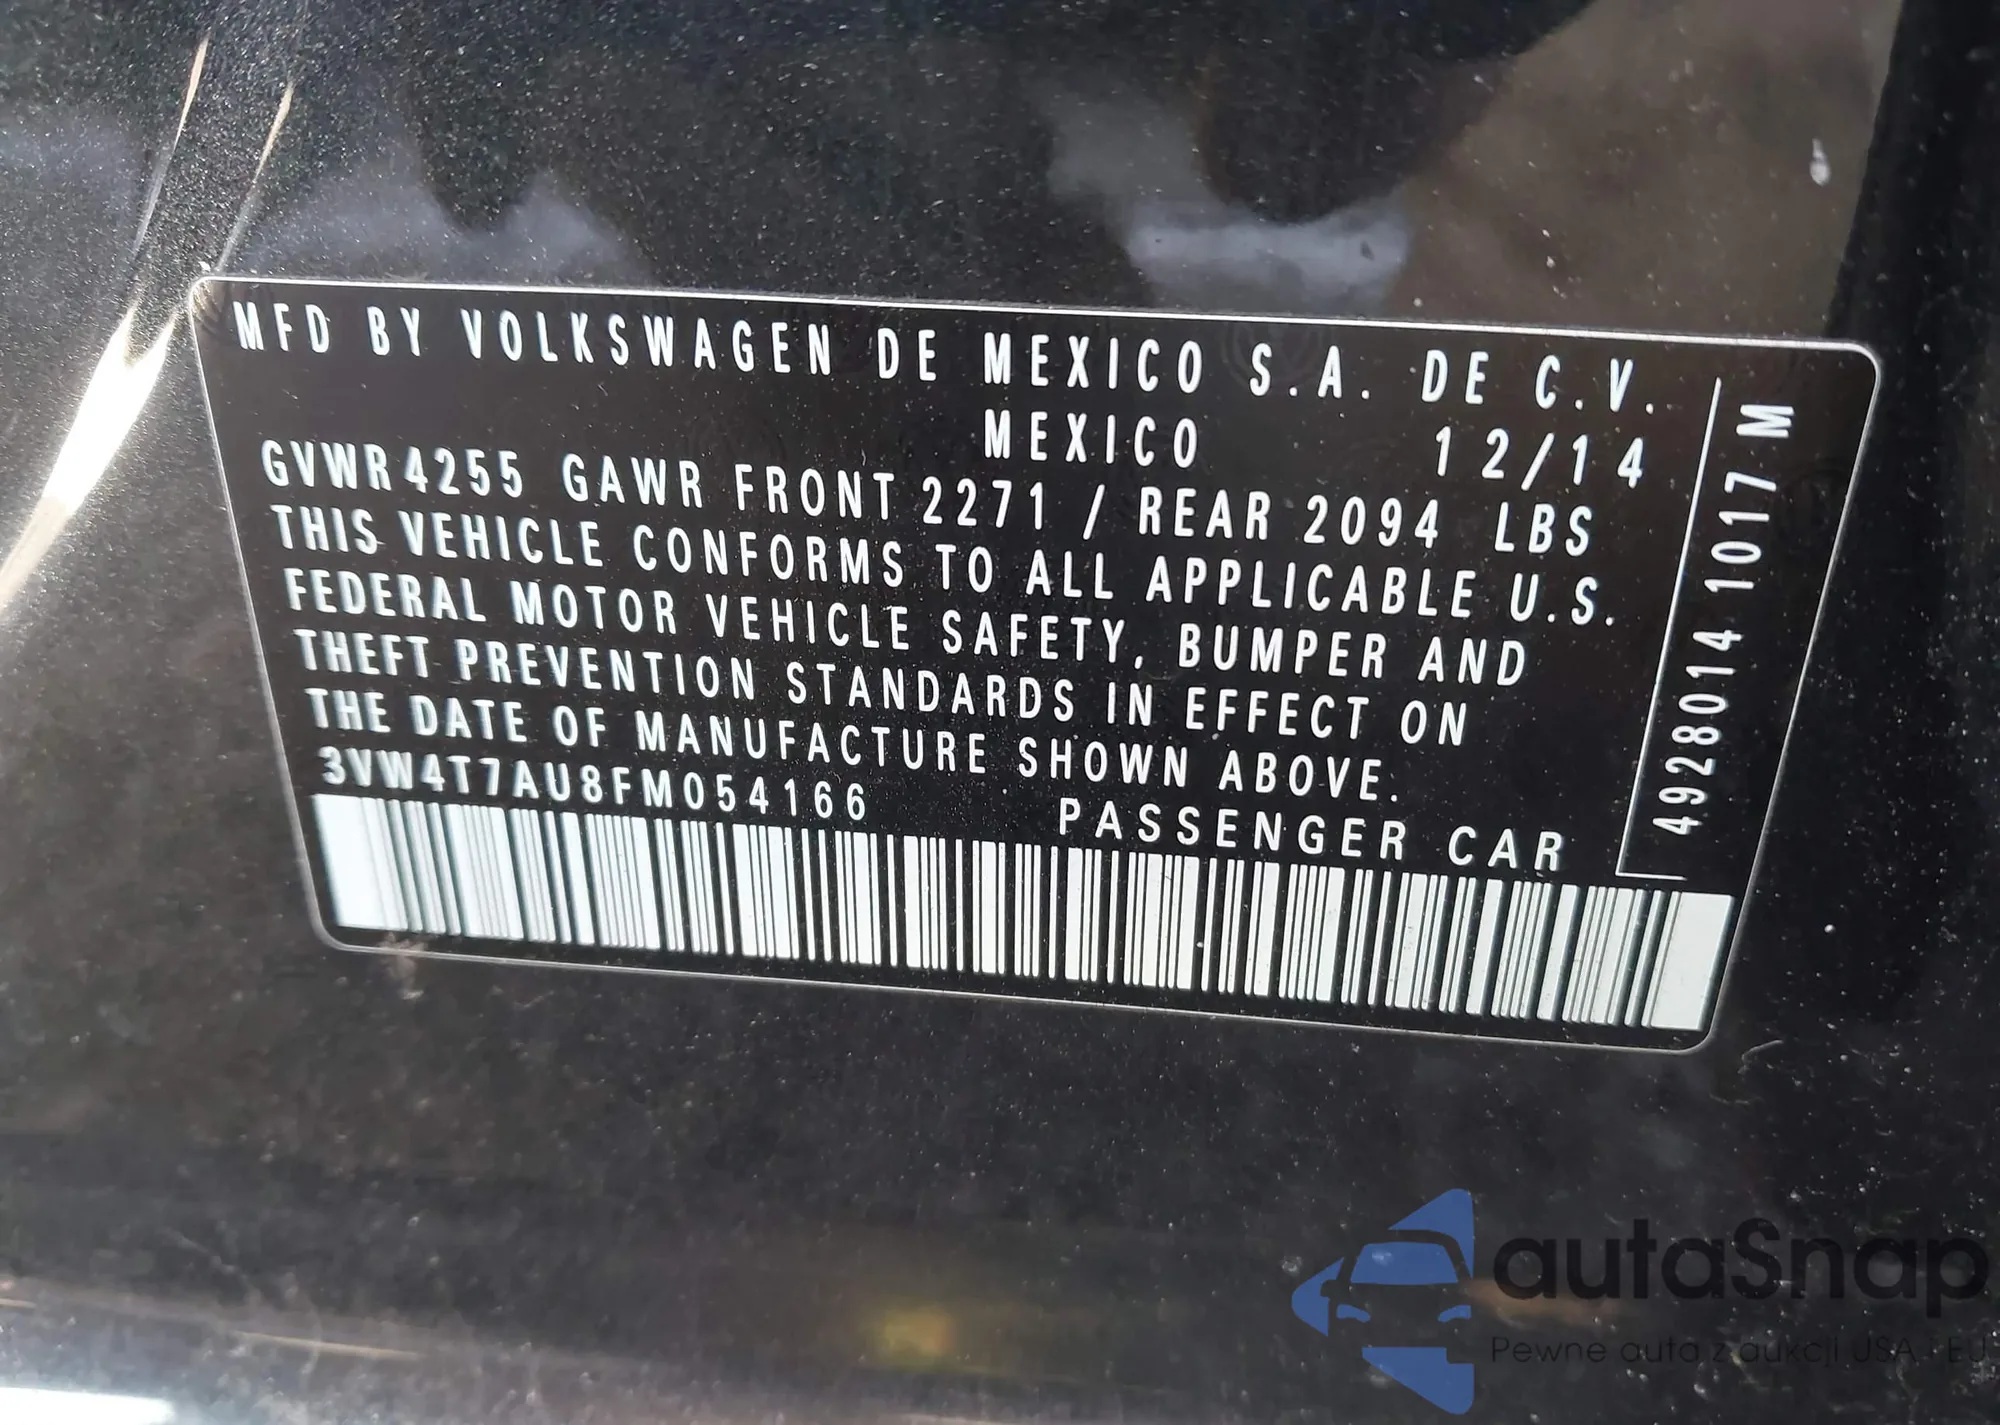 MFD BY VOLKSWAGEN DE MEXICO S.A. DE C.V.
MEXICO 12/14
GVWR 4255 GAWR FRONT 2271 / REAR 2094 LBS
THIS VEHICLE CONFORMS TO ALL APPLICABLE U.S.
FEDERAL MOTOR VEHICLE SAFETY, BUMPER AND
THEFT PREVENTION STANDARDS IN EFFECT ON
THE DATE OF MANUFACTURE SHOWN ABOVE.
3VW4T7AU8FM054166 PASSENGER CAR
4928014 1017 M
autaSnap
Pewne auta z aukcji USA i EU